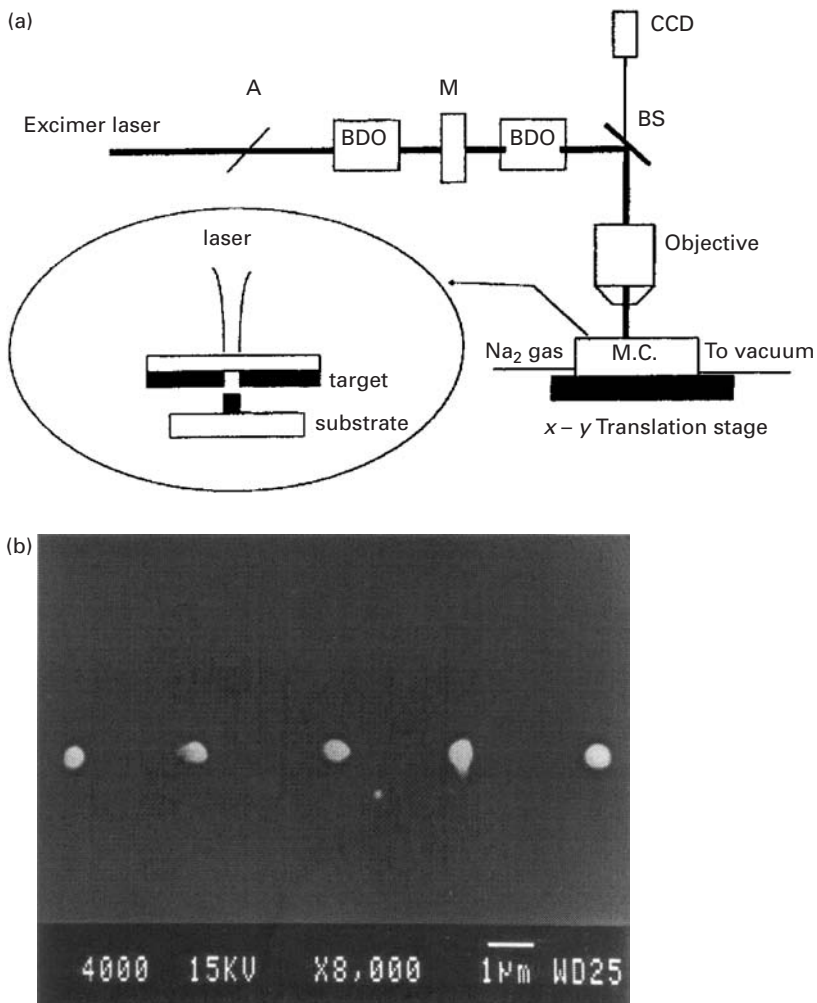 (a)
CCD
A
M
BS
Excimer laser
BDO
BDO
laser
Objective
Na2 gas
M.C.
To vacuum
target
substrate
x – y Translation stage
(b)
4000 15KV X8,000 1μm WD25